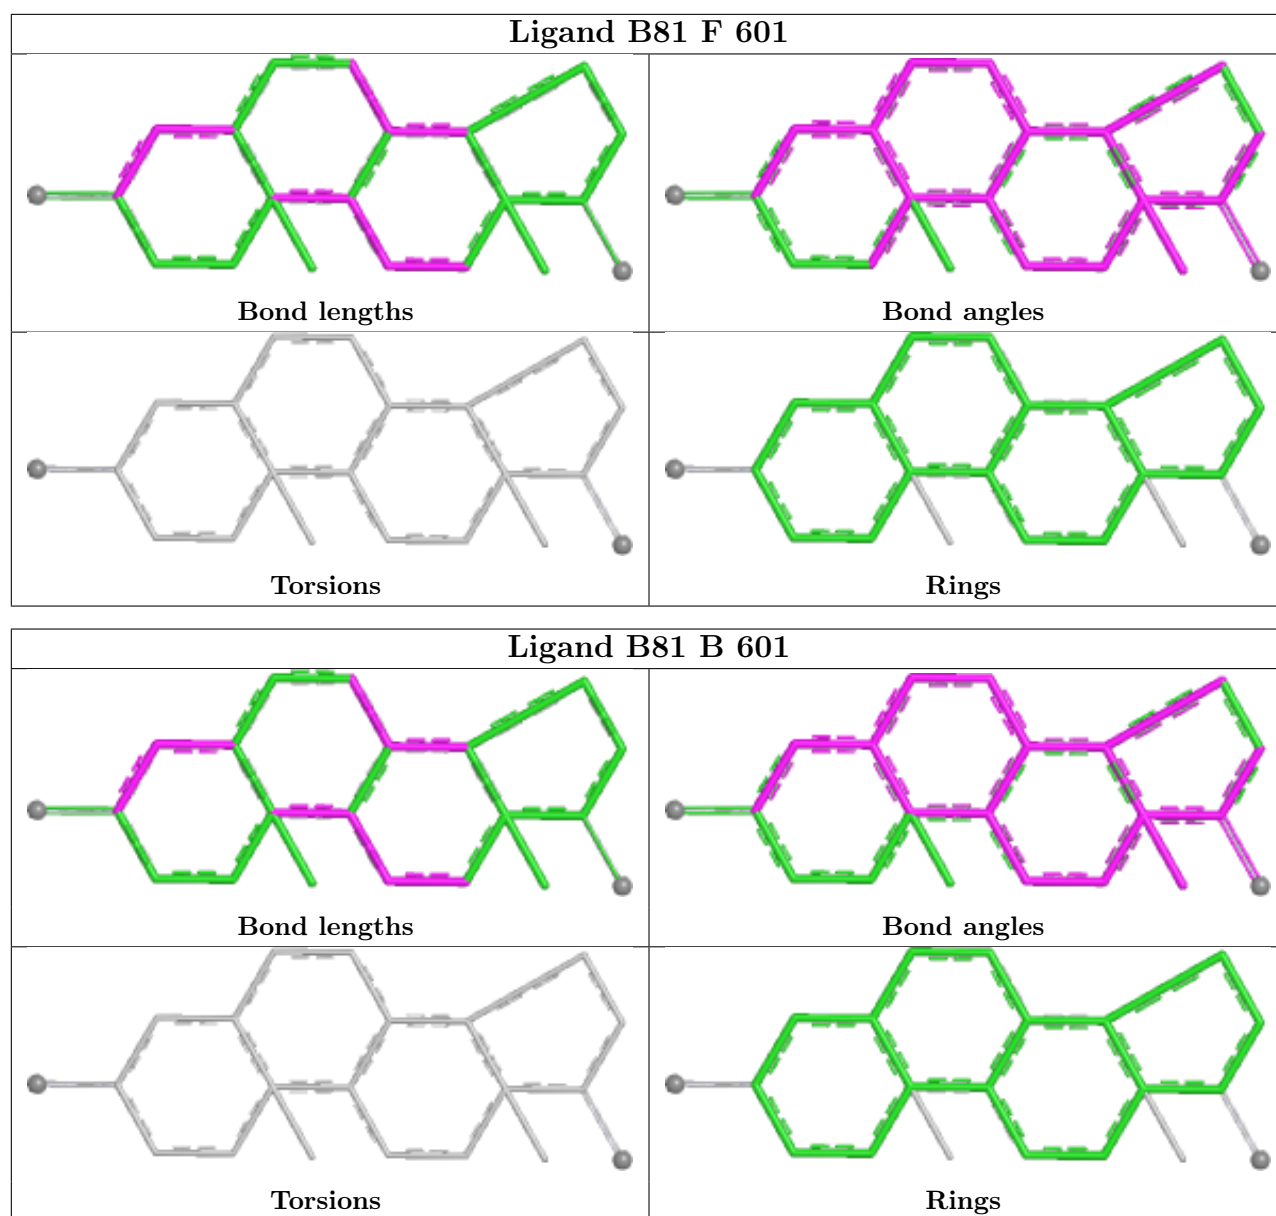 Ligand B81 F 601
Bond lengths
Bond angles
Torsions
Rings
Ligand B81 B 601
Bond lengths
Bond angles
Torsions
Rings